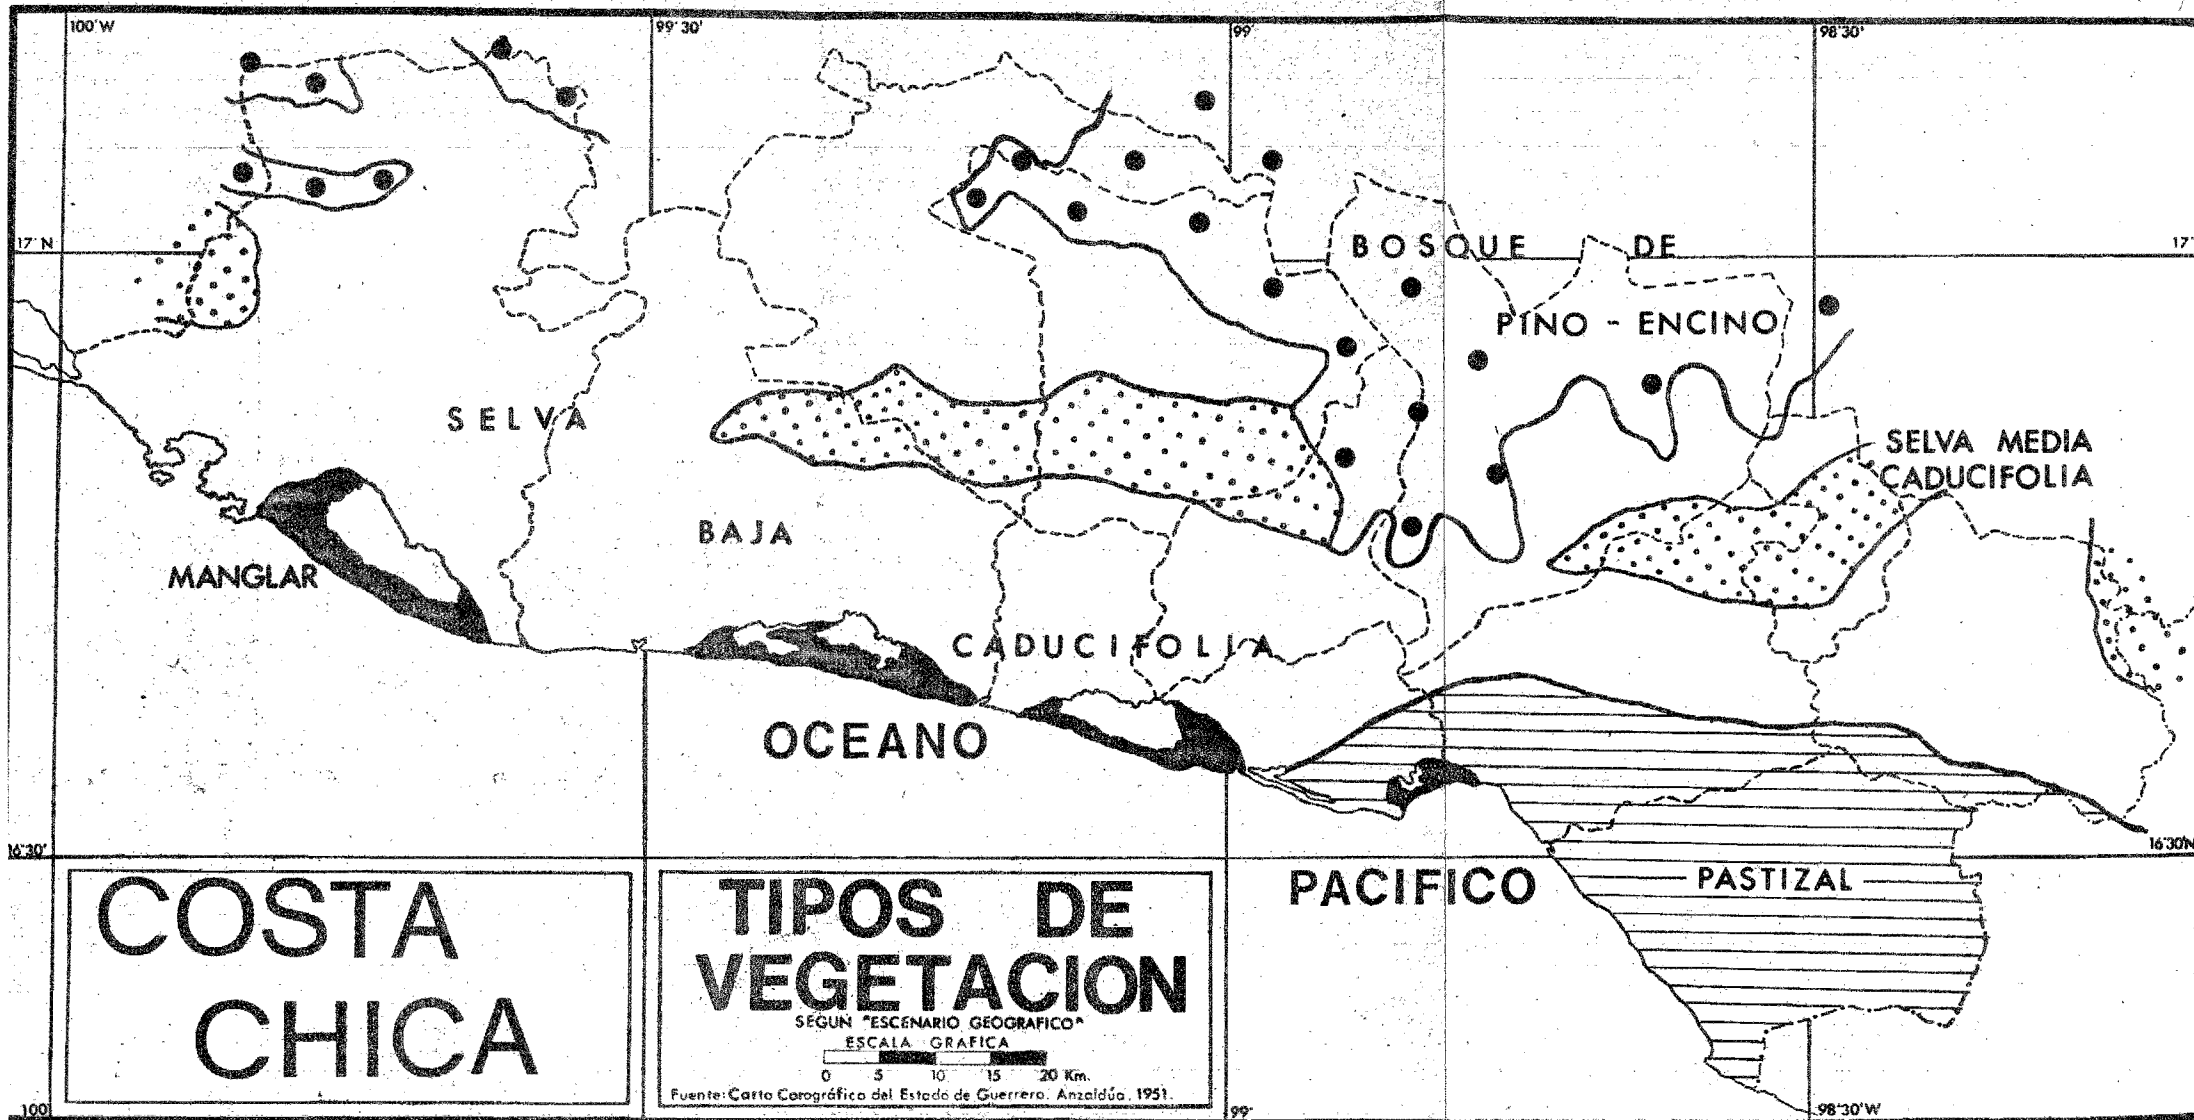 100°W
99°30'
99°
98°30'
17°N
BOSQUE DE
17°
PINO - ENCINO
SELVA
SELVA MEDIA
CADUCIFOLIA
BAJA
MANGLAR
CADUCIFOLIA
OCEANO
16°30'
16°30'N
PACIFICO
PASTIZAL
COSTA
CHICA
TIPOS DE
VEGETACION
SEGUN "ESCENARIO GEOGRAFICO"
ESCALA GRAFICA
0 5 10 15 20 Km.
Fuente: Carta Corográfica del Estado de Guerrero. Anzaldúa. 1951.
100°
99°
98°30'W